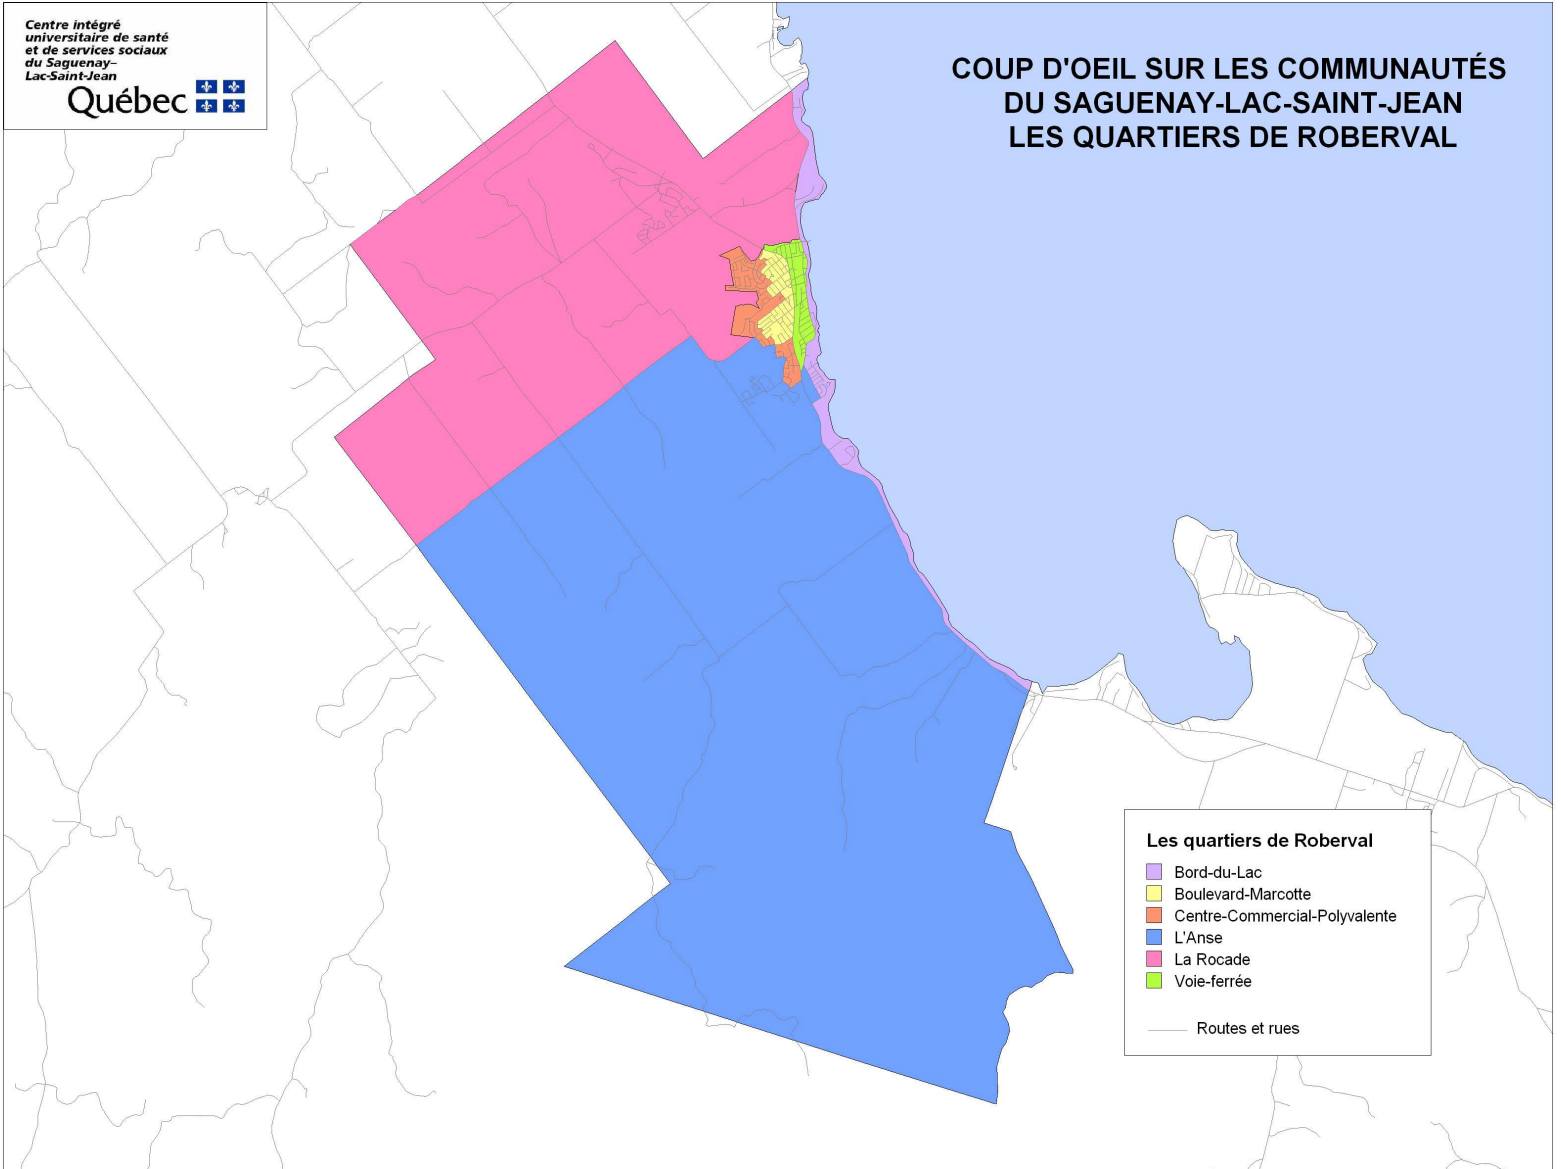 Centre intégré
universitaire de santé
et de services sociaux
du Saguenay–
Lac-Saint-Jean
Québec
COUP D'OEIL SUR LES COMMUNAUTÉS
DU SAGUENAY-LAC-SAINT-JEAN
LES QUARTIERS DE ROBERVAL
Les quartiers de Roberval
Bord-du-Lac
Boulevard-Marcotte
Centre-Commercial-Polyvalente
L'Anse
La Rocade
Voie-ferrée
Routes et rues